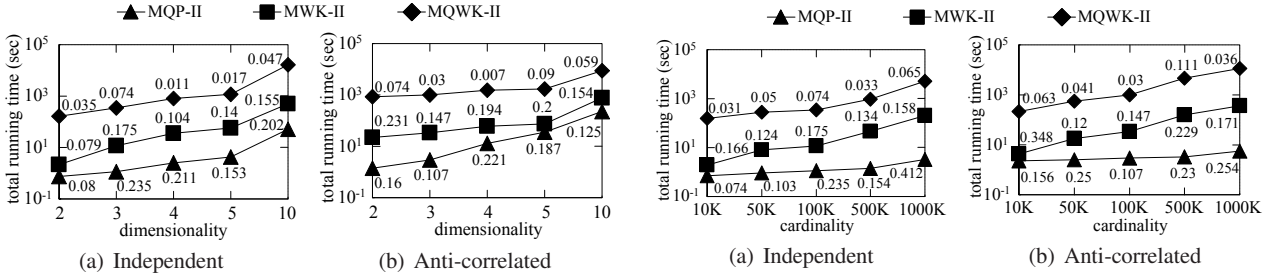 MQP-II MWK-II MQWK-II
total running time (sec)
10^5
10^3
10^1
10^-1
0.035 0.074 0.011 0.017 0.047
0.079 0.175 0.104 0.14 0.155
0.08 0.235 0.211 0.153 0.202
2 3 4 5 10
dimensionality
(a) Independent
total running time (sec)
10^5
10^3
10^1
10^-1
0.074 0.03 0.007 0.09 0.059
0.231 0.147 0.194 0.2 0.154
0.16 0.107 0.221 0.187 0.125
2 3 4 5 10
dimensionality
(b) Anti-correlated
MQP-II MWK-II MQWK-II
total running time (sec)
10^5
10^3
10^1
10^-1
0.031 0.05 0.074 0.033 0.065
0.166 0.124 0.175 0.134 0.158
0.074 0.103 0.235 0.154 0.412
10K 50K 100K 500K 1000K
cardinality
(a) Independent
total running time (sec)
10^5
10^3
10^1
10^-1
0.063 0.041 0.03 0.111 0.036
0.348 0.12 0.147 0.229 0.171
0.156 0.25 0.107 0.23 0.254
10K 50K 100K 500K 1000K
cardinality
(b) Anti-correlated